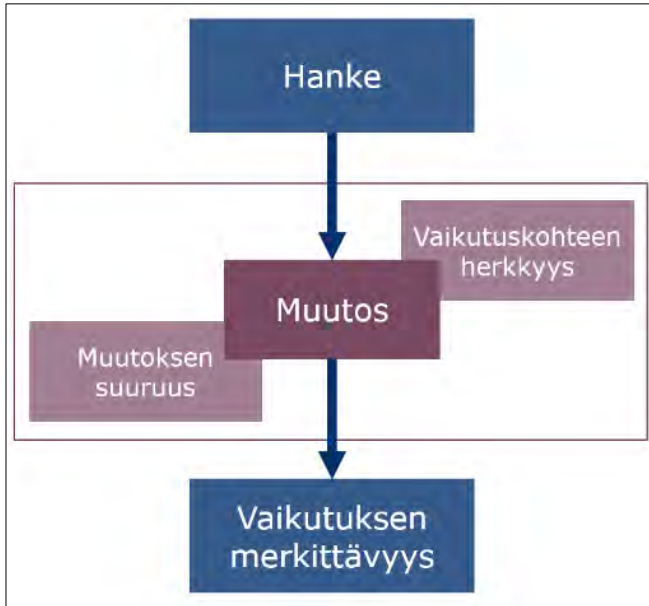 Hanke
Vaikutuskohteen
herkkyys
Muutos
Muutoksen
suuruus
Vaikutuksen
merkittävyys